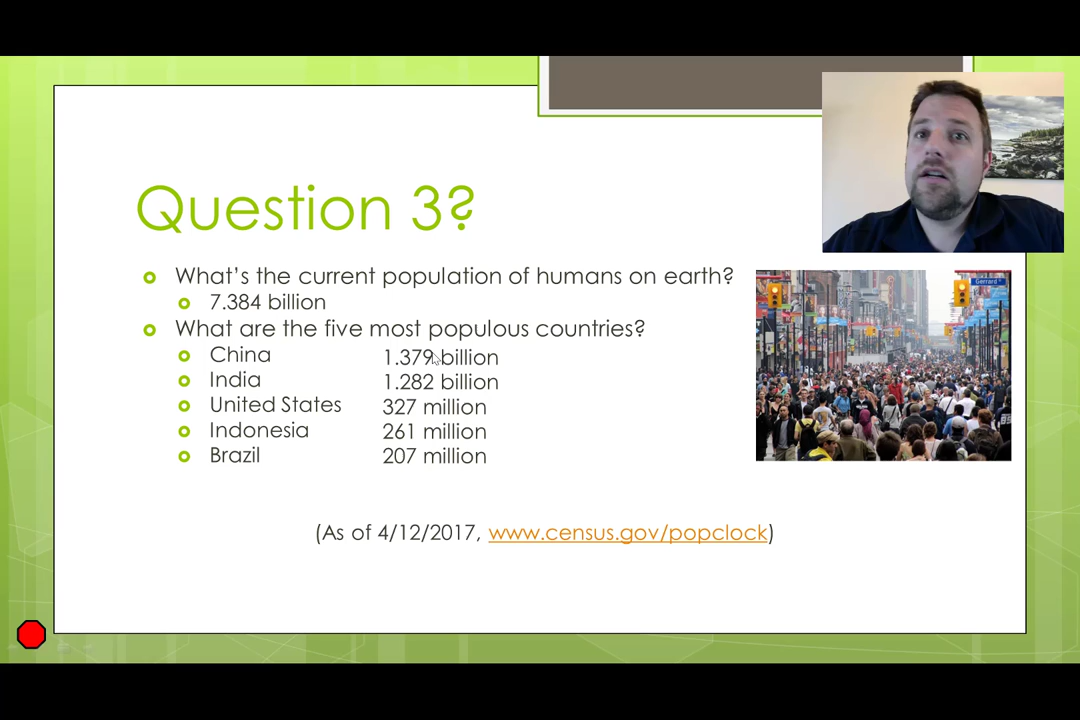 Question 3?
What's the current population of humans on earth?
7.384 billion
What are the five most populous countries?
China 1.379 billion
India 1.282 billion
United States 327 million
Indonesia 261 million
Brazil 207 million
(As of 4/12/2017, www.census.gov/popclock)
Gerrard